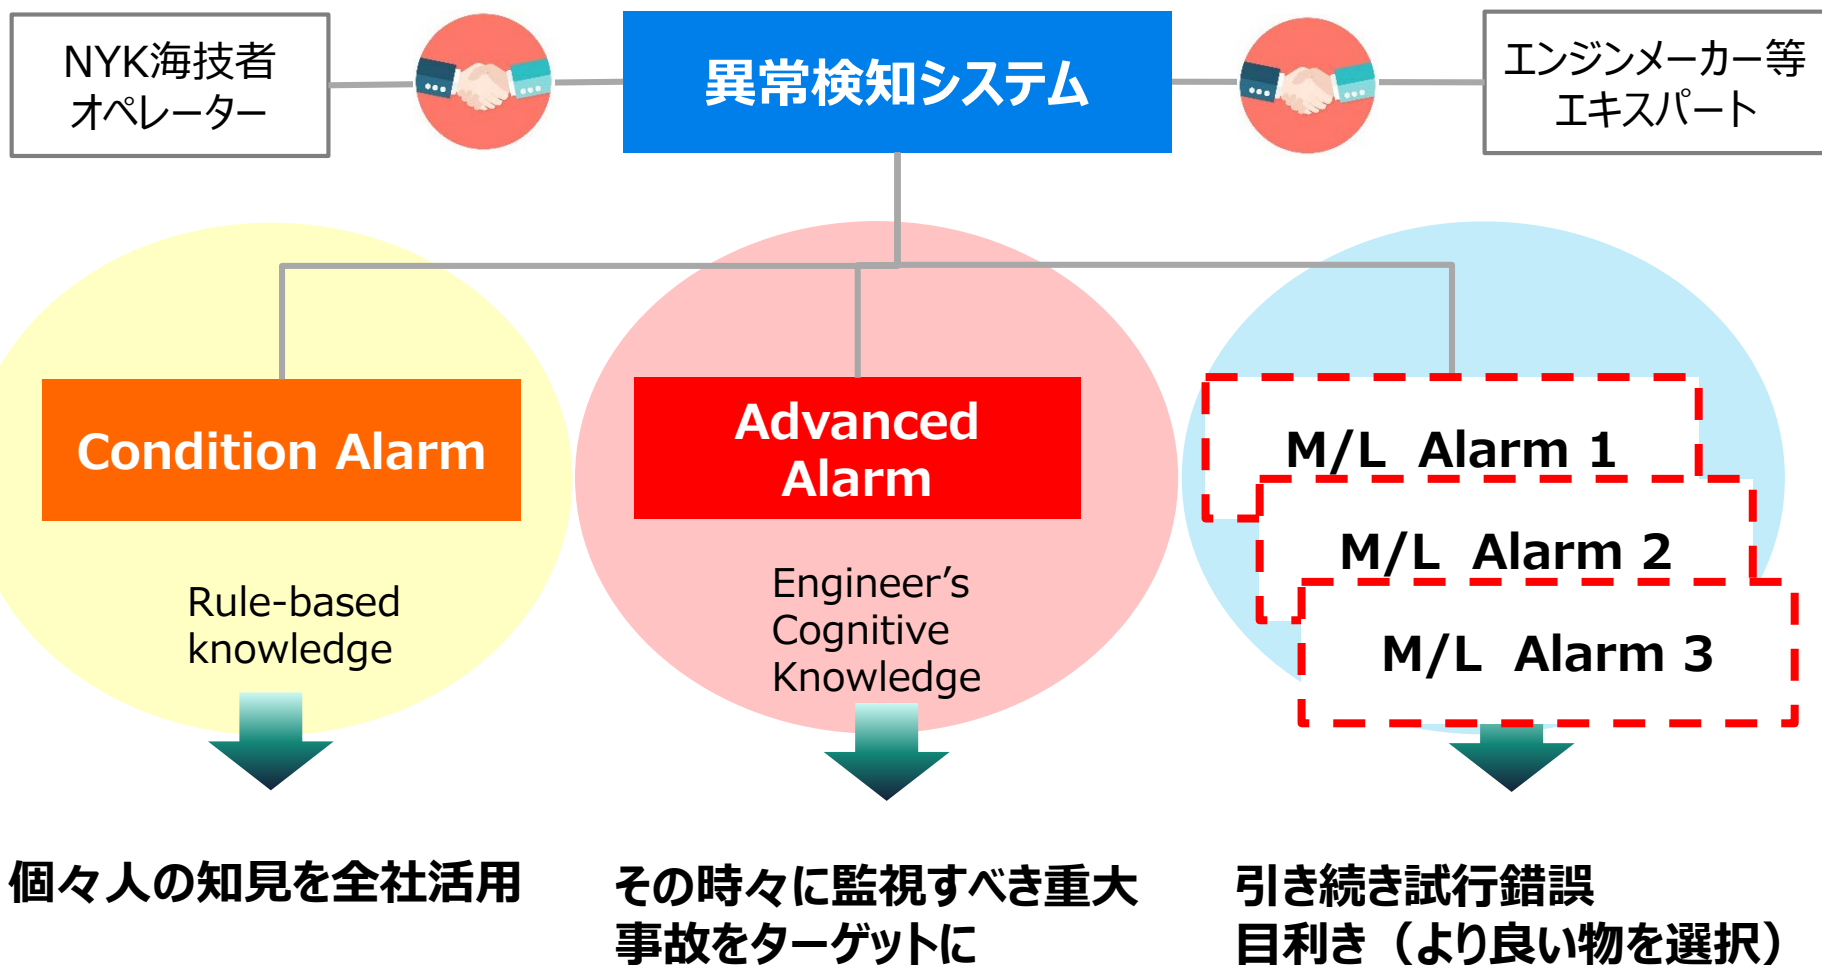 NYK海技者
オペレーター
異常検知システム
エンジンメーカー等
エキスパート
Condition Alarm
Rule-based
knowledge
Advanced
Alarm
Engineer’s
Cognitive
Knowledge
M/L Alarm 1
M/L Alarm 2
M/L Alarm 3
個々人の知見を全社活用
その時々に監視すべき重大
事故をターゲットに
引き続き試行錯誤
目利き（より良い物を選択）